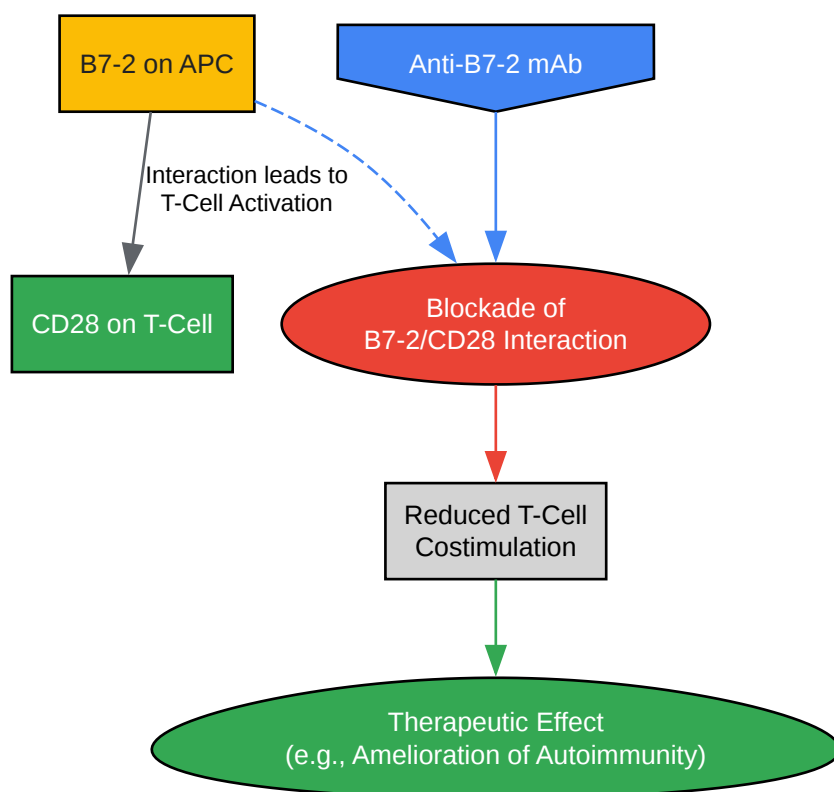 B7-2 on APC
Anti-B7-2 mAb
Interaction leads to
T-Cell Activation
CD28 on T-Cell
Blockade of
B7-2/CD28 Interaction
Reduced T-Cell
Costimulation
Therapeutic Effect
(e.g., Amelioration of Autoimmunity)